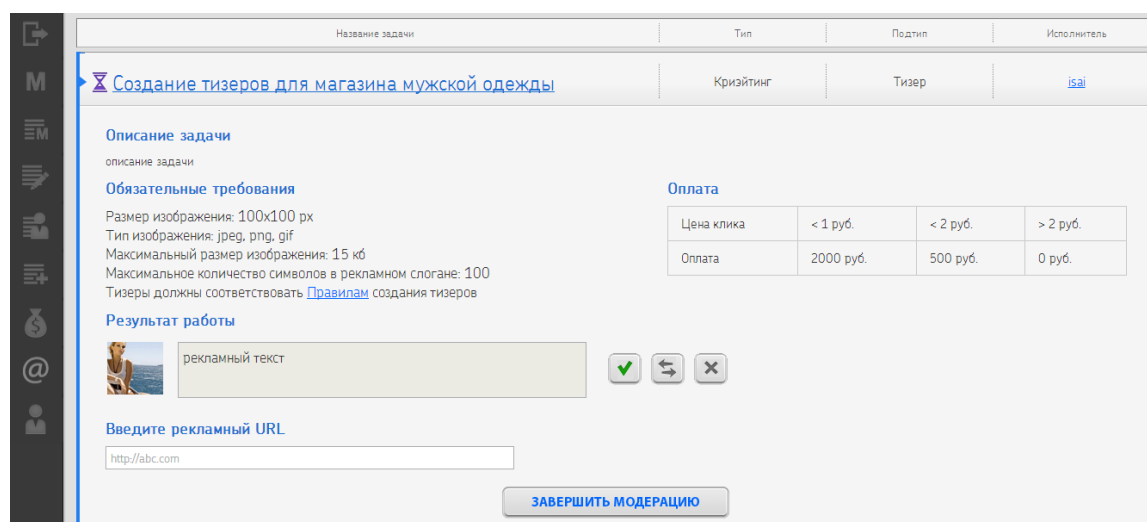 Название задачи Тип Подтип Исполнитель
M
Создание тизеров для магазина мужской одежды Криэйтинг Тизер isai
M
Описание задачи
описание задачи
Обязательные требования
Размер изображения: 100x100 px
Тип изображения: jpeg, png, gif
Максимальный размер изображения: 15 кб
Максимальное количество символов в рекламном слогане: 100
Тизеры должны соответствовать Правилам создания тизеров
Оплата
Цена клика < 1 руб. < 2 руб. > 2 руб.
Оплата 2000 руб. 500 руб. 0 руб.
Результат работы
рекламный текст
$
@
Введите рекламный URL
http://abc.com
ЗАВЕРШИТЬ МОДЕРАЦИЮ